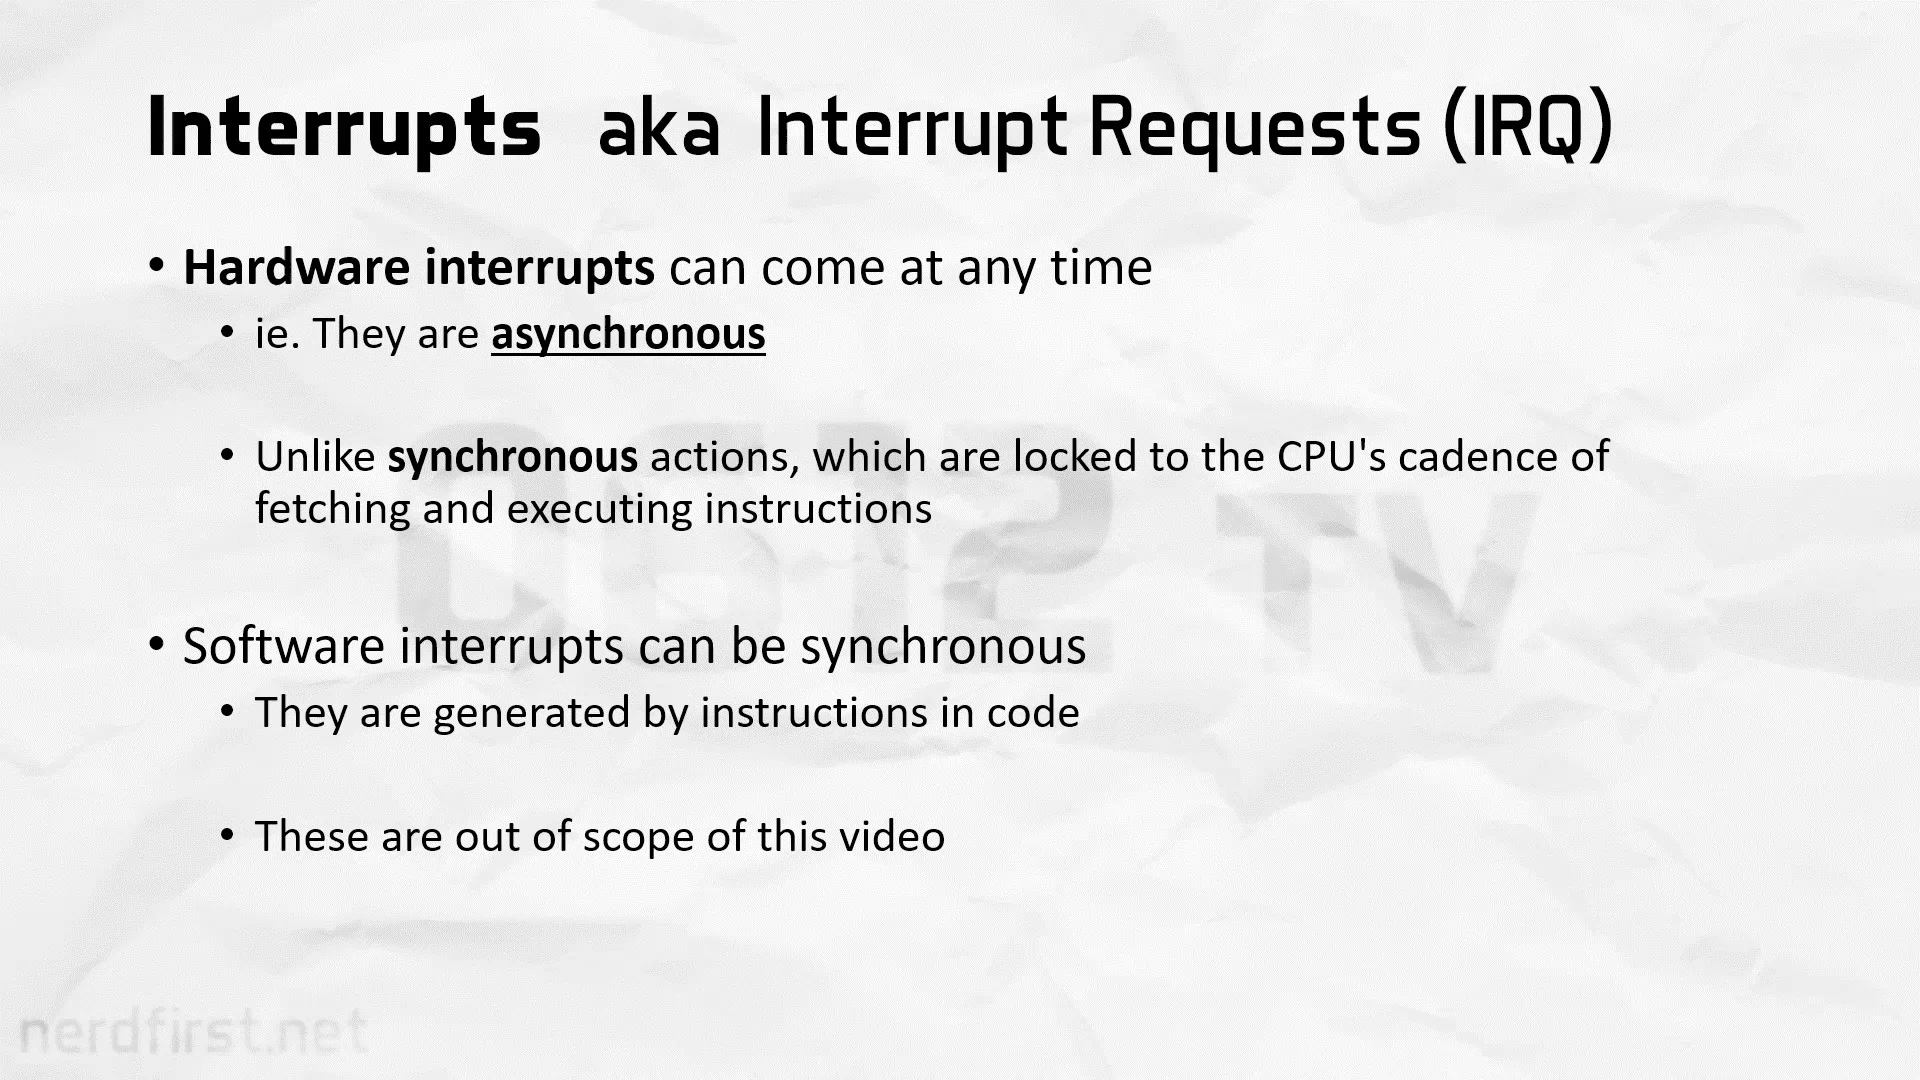 Interrupts aka Interrupt Requests (IRQ)
• Hardware interrupts can come at any time
• ie. They are asynchronous
• Unlike synchronous actions, which are locked to the CPU's cadence of
fetching and executing instructions
0612 TV
• Software interrupts can be synchronous
• They are generated by instructions in code
• These are out of scope of this video
nerdfirst.net